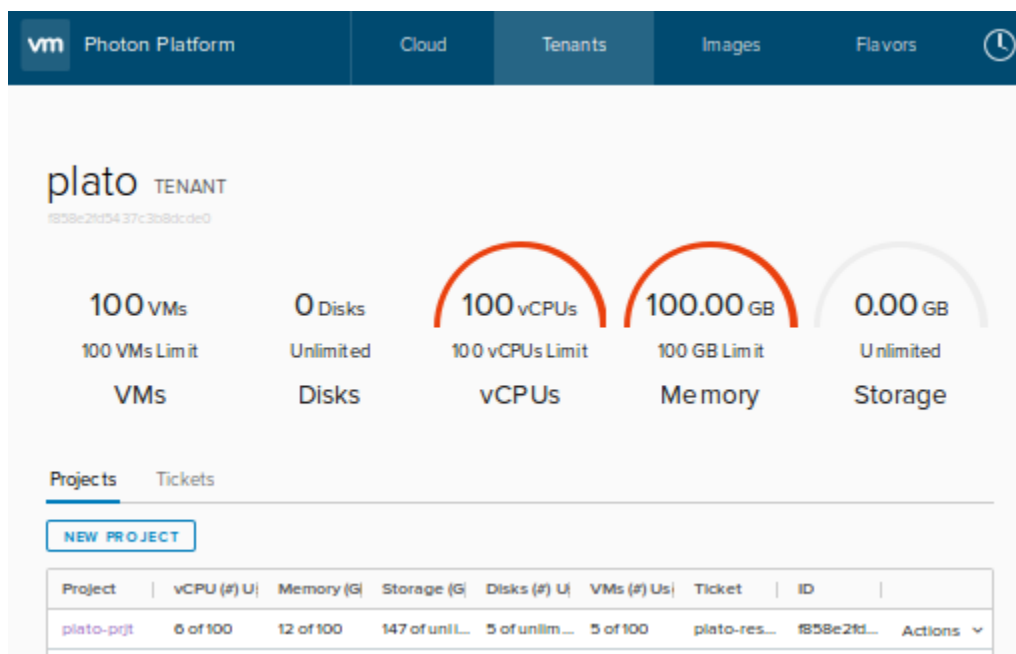 vm Photon Platform Cloud Tenants Images Flavors
plato TENANT
f858e2fd5437c3b8dcde0
100 VMs 0 Disks 100 vCPUs 100.00 GB 0.00 GB
100 VMs Limit Unlimited 100 vCPUs Limit 100 GB Limit Unlimited
VMs Disks vCPUs Memory Storage
Projects Tickets
NEW PROJECT
Project vCPU (#) U Memory (G Storage (G Disks (#) U VMs (#) Us Ticket ID
plato-prjt 6 of 100 12 of 100 147 of unli... 5 of unlim... 5 of 100 plato-res... f858e2fd... Actions